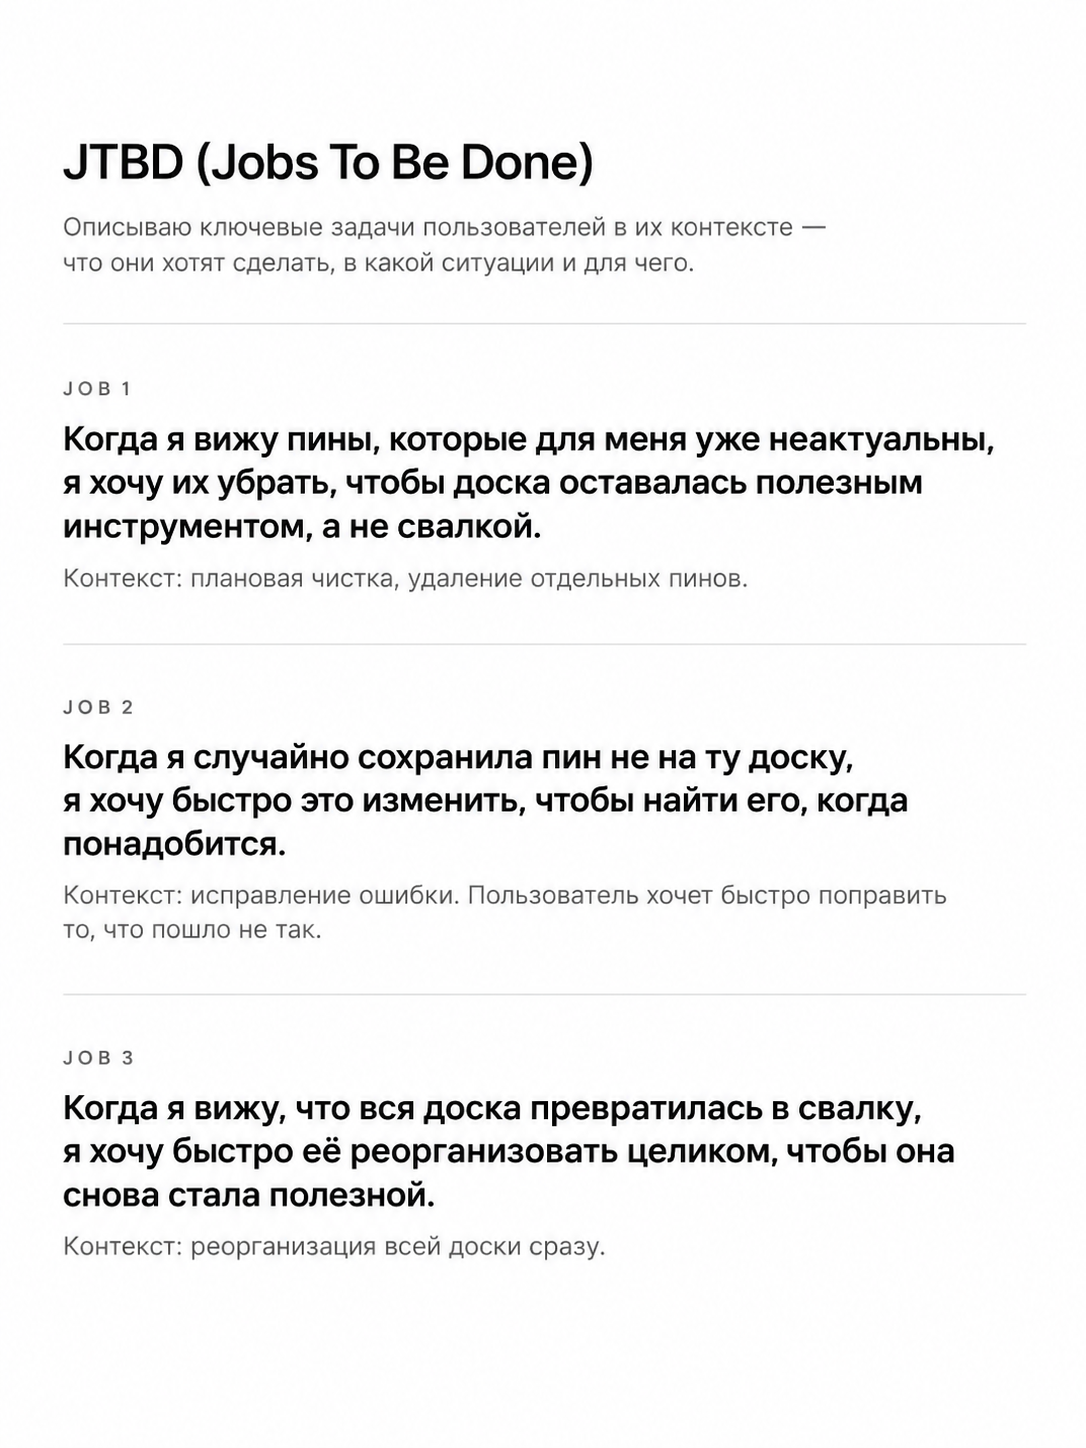 JTBD (Jobs To Be Done)
Описываю ключевые задачи пользователей в их контексте —
что они хотят сделать, в какой ситуации и для чего.
JOB 1
Когда я вижу пины, которые для меня уже неактуальны,
я хочу их убрать, чтобы доска оставалась полезным
инструментом, а не свалкой.
Контекст: плановая чистка, удаление отдельных пинов.
JOB 2
Когда я случайно сохранила пин не на ту доску,
я хочу быстро это изменить, чтобы найти его, когда
понадобится.
Контекст: исправление ошибки. Пользователь хочет быстро поправить
то, что пошло не так.
JOB 3
Когда я вижу, что вся доска превратилась в свалку,
я хочу быстро её реорганизовать целиком, чтобы она
снова стала полезной.
Контекст: реорганизация всей доски сразу.